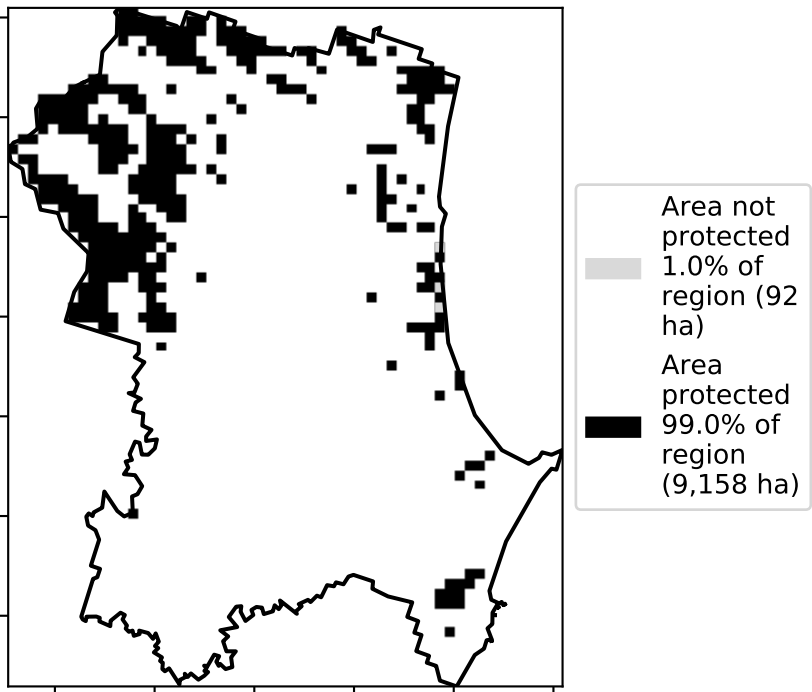 Area not
protected
1.0% of
region (92
ha)
Area
protected
99.0% of
region
(9,158 ha)